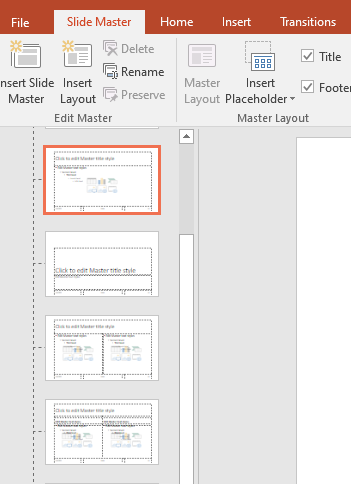 File Slide Master Home Insert Transitions
nsert Slide Master
Insert Layout
Delete
Rename
Preserve
Master Layout
Insert Placeholder
Title
Footer
Edit Master Master Layout
Click to edit Master title style
Click to edit Master title style
Click to edit Master title style
Click to edit Master title style